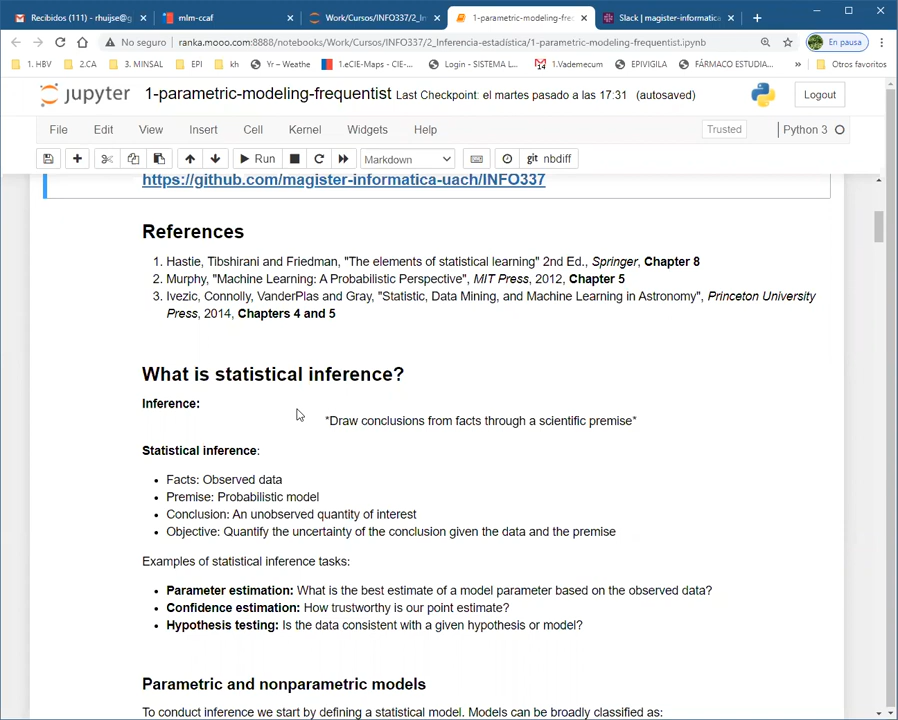 Recibidos (111) - rhuijse@g
mlm-ccaf
Work/Cursos/INFO337/2_In
1-parametric-modeling-fre
Slack | magister-informatica
No seguro
ranka.mooo.com:8888/notebooks/Work/Cursos/INFO337/2_Inferencia-estadística/1-parametric-modeling-frequentist.ipynb
En pausa
1. HBV
2.CA
3. MINSAL
EPI
kh
Yr – Weathe
1.eCIE-Maps - CIE-...
Login - SISTEMA L...
1.Vademecum
EPIVIGILA
FÁRMACO ESTUDIA...
»
Otros favoritos
jupyter
1-parametric-modeling-frequentist Last Checkpoint: el martes pasado a las 17:31 (autosaved)
Logout
File Edit View Insert Cell Kernel Widgets Help
Trusted
Python 3
Run
Markdown
git nbdiff
https://github.com/magister-informatica-uach/INFO337
References
1. Hastie, Tibshirani and Friedman, "The elements of statistical learning" 2nd Ed., Springer, Chapter 8
2. Murphy, "Machine Learning: A Probabilistic Perspective", MIT Press, 2012, Chapter 5
3. Ivezic, Connolly, VanderPlas and Gray, "Statistic, Data Mining, and Machine Learning in Astronomy", Princeton University
Press, 2014, Chapters 4 and 5
What is statistical inference?
Inference:
*Draw conclusions from facts through a scientific premise*
Statistical inference:
• Facts: Observed data
• Premise: Probabilistic model
• Conclusion: An unobserved quantity of interest
• Objective: Quantify the uncertainty of the conclusion given the data and the premise
Examples of statistical inference tasks:
• Parameter estimation: What is the best estimate of a model parameter based on the observed data?
• Confidence estimation: How trustworthy is our point estimate?
• Hypothesis testing: Is the data consistent with a given hypothesis or model?
Parametric and nonparametric models
To conduct inference we start by defining a statistical model. Models can be broadly classified as: